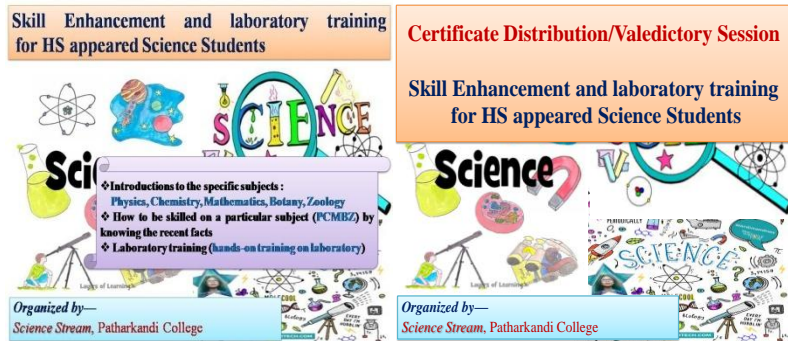 Skill Enhancement and laboratory training
for HS appeared Science Students
SCIENCE
Sci
❖Introductions to the specific subjects :
Physics, Chemistry, Mathematics, Botany, Zoology
❖ How to be skilled on a particular subject (PCMBZ) by
knowing the recent facts
❖ Laboratory training (hands-on training on laboratory)
Organized by—
Science Stream, Patharkandi College
Certificate Distribution/Valedictory Session
Skill Enhancement and laboratory training
for HS appeared Science Students
Science
SCIENCE
Organized by—
Science Stream, Patharkandi College